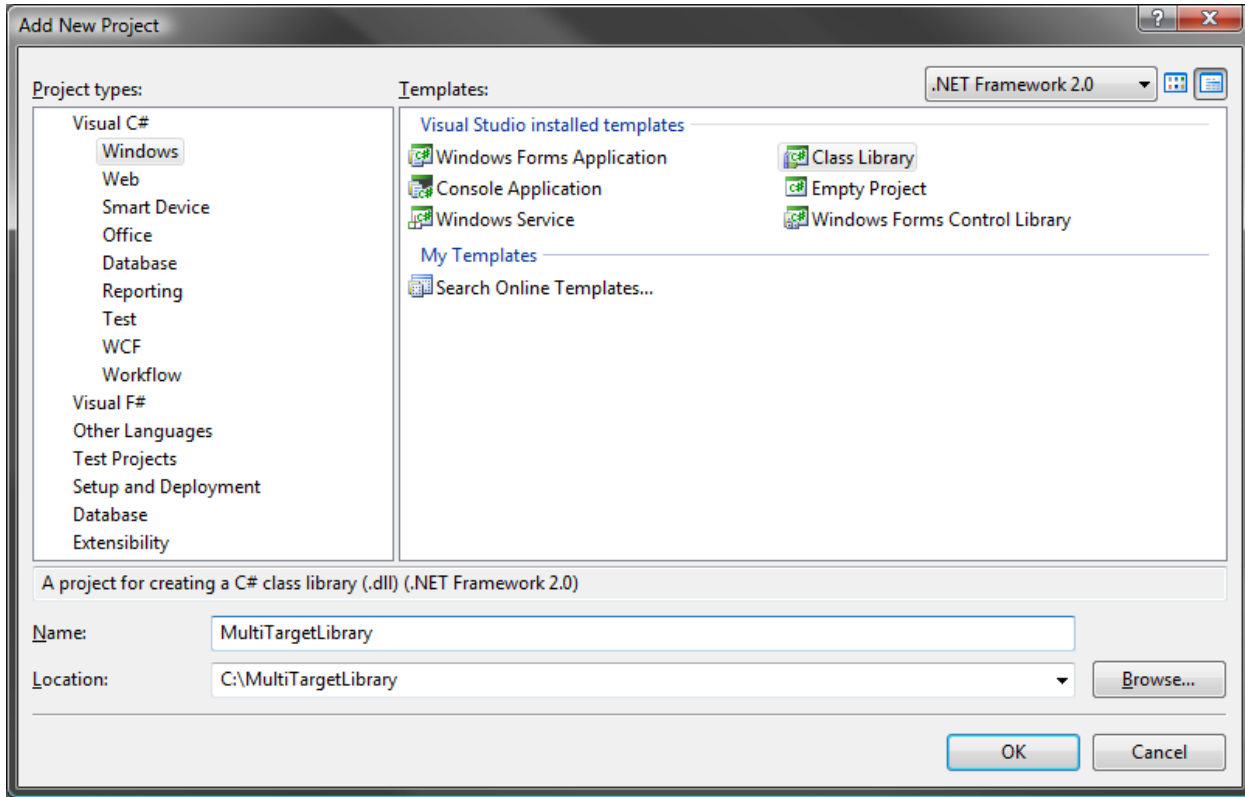 Add New Project
Project types:
Templates:
.NET Framework 2.0
Visual C#
Windows
Web
Smart Device
Office
Database
Reporting
Test
WCF
Workflow
Visual F#
Other Languages
Test Projects
Setup and Deployment
Database
Extensibility
Visual Studio installed templates
Windows Forms Application
Class Library
Console Application
Empty Project
Windows Service
Windows Forms Control Library
My Templates
Search Online Templates...
A project for creating a C# class library (.dll) (.NET Framework 2.0)
Name:
MultiTargetLibrary
Location:
C:\MultiTargetLibrary
Browse...
OK
Cancel